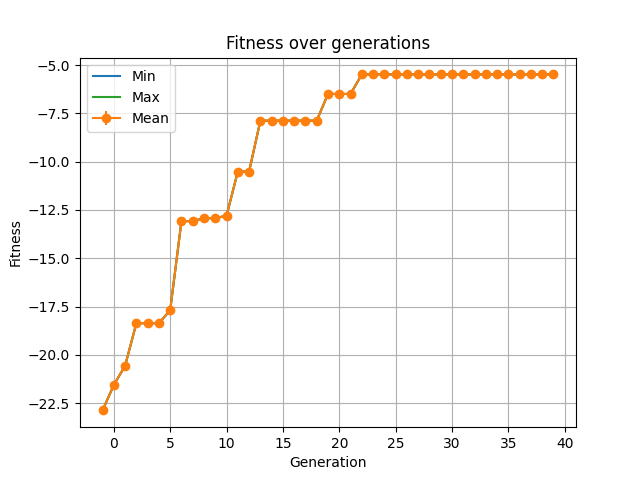 Fitness over generations
−5.0
−7.5
−10.0
−12.5
−15.0
−17.5
−20.0
−22.5
Fitness
Min
Max
Mean
0 5 10 15 20 25 30 35 40
Generation